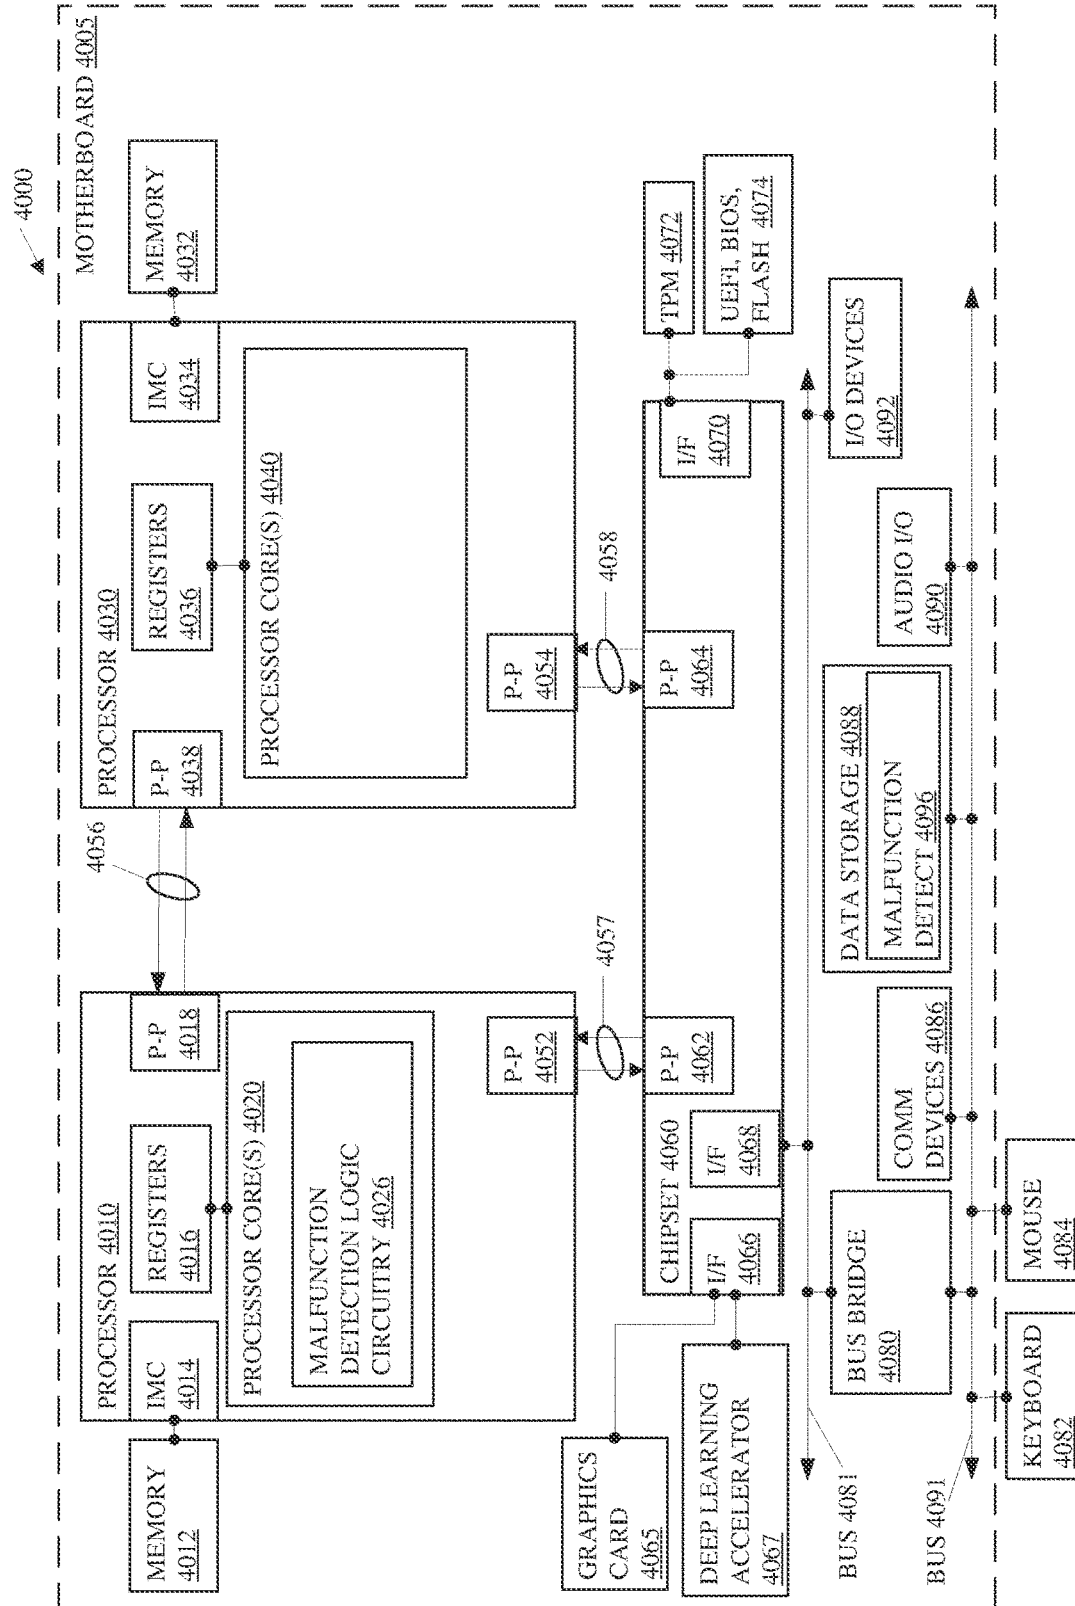 4000
MOTHERBOARD 4005
MEMORY
4012
PROCESSOR 4010
IMC
4014
REGISTERS
4016
P-P
4018
PROCESSOR CORE(S) 4020
MALFUNCTION
DETECTION LOGIC
CIRCUITRY 4026
P-P
4052
4056
PROCESSOR 4030
P-P
4038
REGISTERS
4036
IMC
4034
PROCESSOR CORE(S) 4040
P-P
4054
MEMORY
4032
4057
4058
GRAPHICS
CARD
4065
DEEP LEARNING
ACCELERATOR
4067
CHIPSET 4060
P-P
4062
P-P
4064
I/F
4066
I/F
4068
I/F
4070
TPM 4072
UEFI, BIOS,
FLASH 4074
BUS 4081
BUS BRIDGE
4080
COMM
DEVICES 4086
DATA STORAGE 4088
MALFUNCTION
DETECT 4096
AUDIO I/O
4090
I/O DEVICES
4092
BUS 4091
KEYBOARD
4082
MOUSE
4084